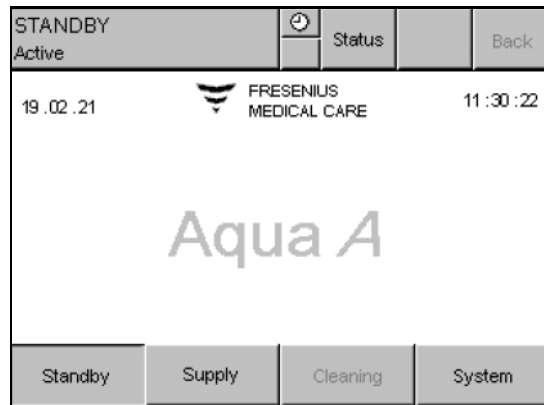 STANDBY
Active
Status
Back
19.02.21
FRESENIUS
MEDICAL CARE
11:30:22
Aqua A
Standby
Supply
Cleaning
System